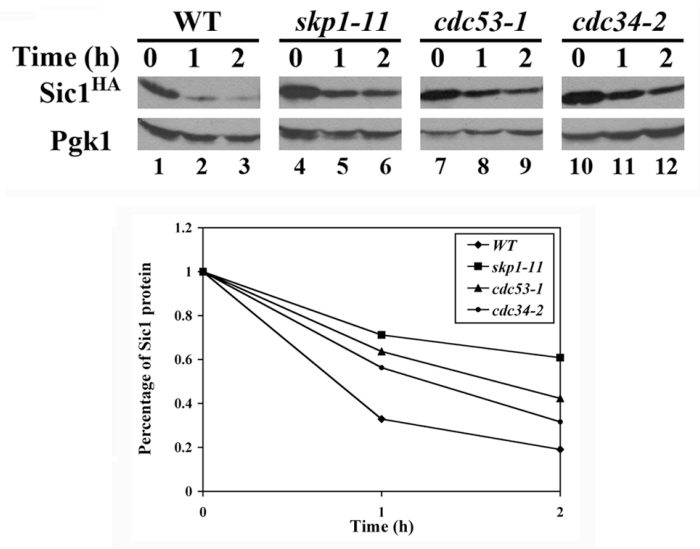 WT skp1-11 cdc53-1 cdc34-2
Time (h) 0 1 2 0 1 2 0 1 2 0 1 2
Sic1HA
Pgk1
1 2 3 4 5 6 7 8 9 10 11 12
1.2
1
0.8
0.6
0.4
0.2
0
Percentage of Sic1 protein
WT
skp1-11
cdc53-1
cdc34-2
0 1 2
Time (h)